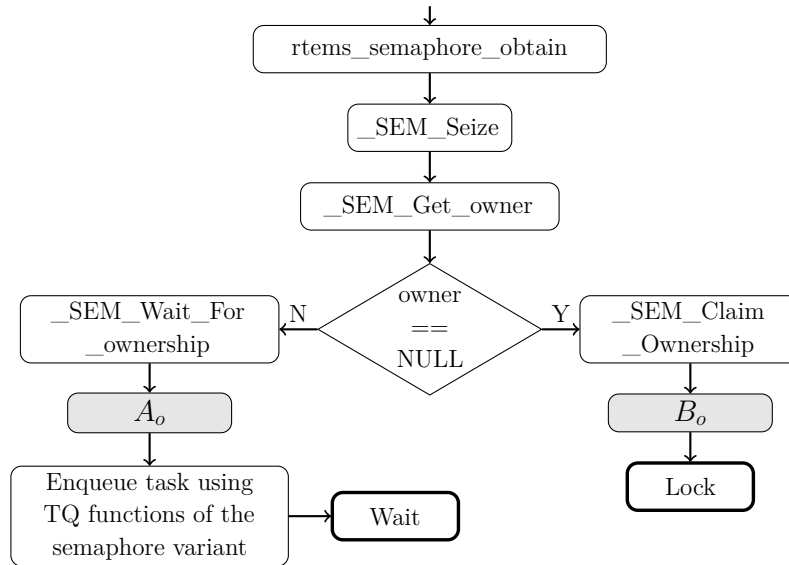 rtems_semaphore_obtain
_SEM_Seize
_SEM_Get_owner
owner
==
NULL
N
Y
_SEM_Wait_For
_ownership
_SEM_Claim
_Ownership
A_o
B_o
Enqueue task using
TQ functions of the
semaphore variant
Wait
Lock